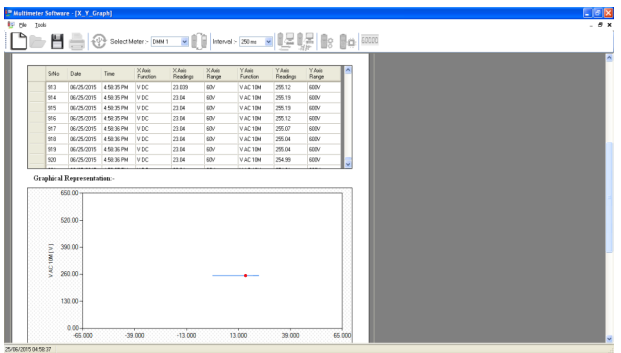 Multimeter Software - [X_Y_Graph]
File Tools
Select Meter :- DMM 1 Interval :- 250 ms
SrNo Date Time X Axis Function X Axis Readings X Axis Range Y Axis Function Y Axis Readings Y Axis Range
913 06/25/2015 4:58:35 PM V DC 23.039 60V V AC 10M 255.12 600V
914 06/25/2015 4:58:35 PM V DC 23.04 60V V AC 10M 255.19 600V
915 06/25/2015 4:58:35 PM V DC 23.04 60V V AC 10M 255.19 600V
916 06/25/2015 4:58:36 PM V DC 23.04 60V V AC 10M 255.12 600V
917 06/25/2015 4:58:36 PM V DC 23.04 60V V AC 10M 255.07 600V
918 06/25/2015 4:58:36 PM V DC 23.04 60V V AC 10M 255.04 600V
919 06/25/2015 4:58:36 PM V DC 23.04 60V V AC 10M 255.04 600V
920 06/25/2015 4:58:36 PM V DC 23.04 60V V AC 10M 254.99 600V
Graphical Representation:-
650.00
520.00
390.00
260.00
130.00
0.00
V AC 10M [ V ]
-65.000 -39.000 -13.000 13.000 39.000 65.000
25/06/2015 04:58:37